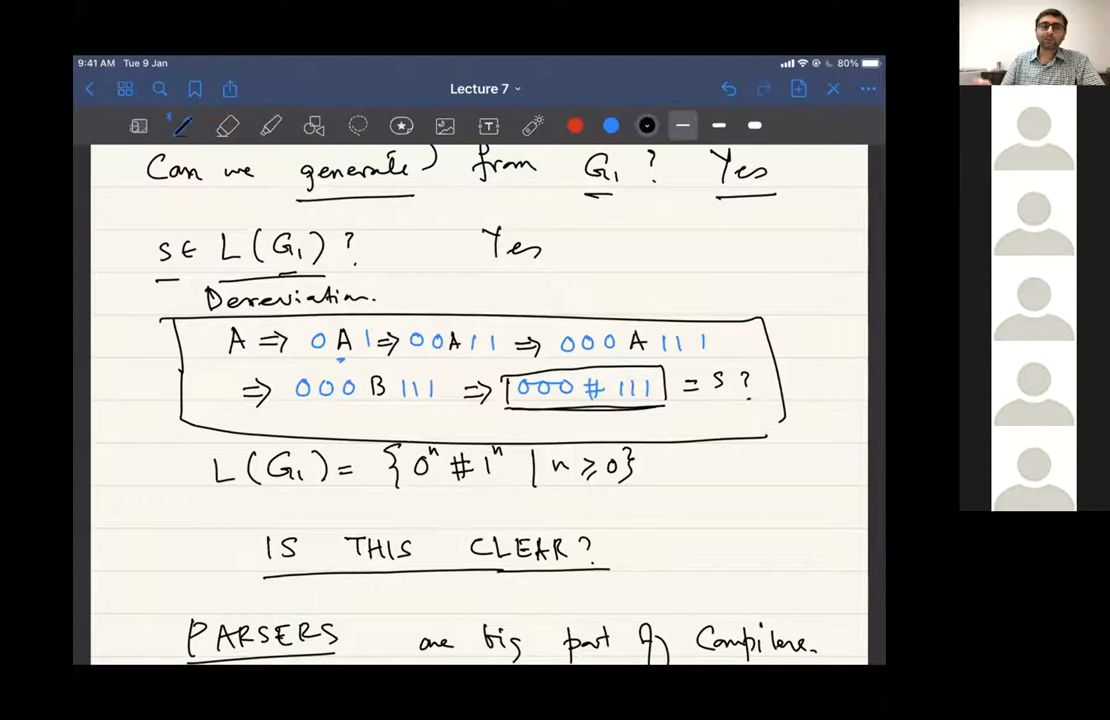 9:41 AM Tue 9 Jan
80%
Lecture 7
Can we generate from G₁? Yes
S ∈ L(G₁)? Yes
Dereviation.
A ⇒ 0A1 ⇒ 00A11 ⇒ 000A111
⇒ 000B111 ⇒ 000#111 = S?
L(G₁) = {0ⁿ#1ⁿ | n ≥ 0}
IS THIS CLEAR?
PARSERS are big part of Compilers.